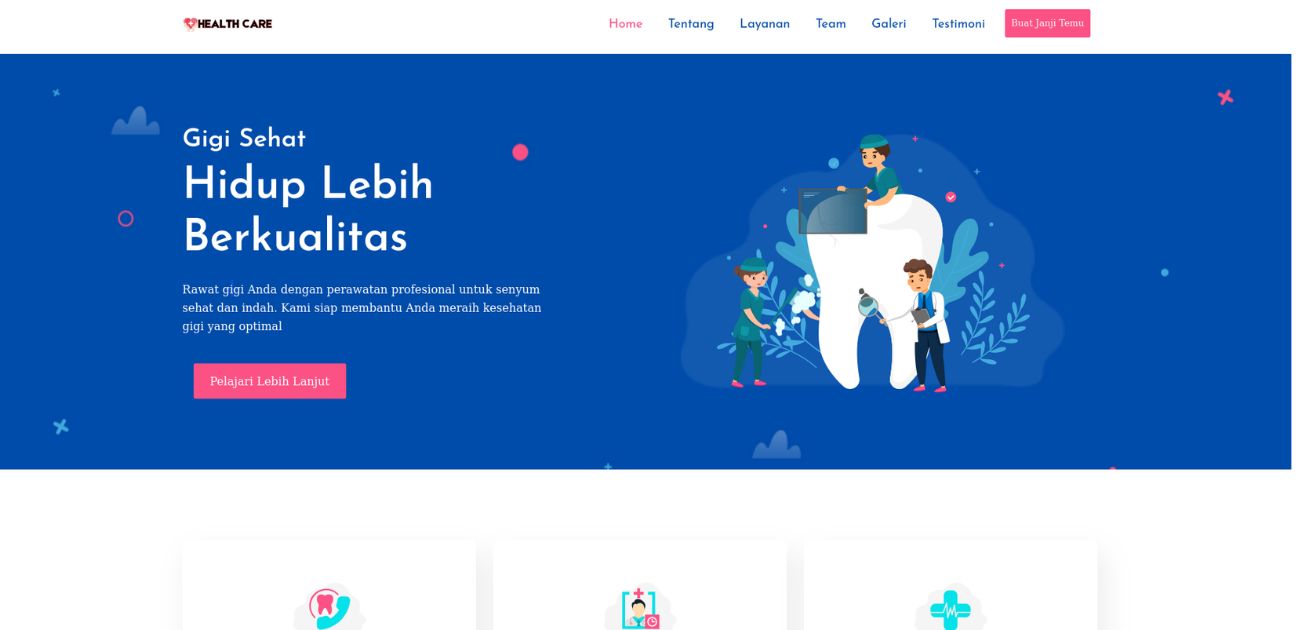 HEALTH CARE
Home Tentang Layanan Team Galeri Testimoni Buat Janji Temu
Gigi Sehat
Hidup Lebih
Berkualitas
Rawat gigi Anda dengan perawatan profesional untuk senyum
sehat dan indah. Kami siap membantu Anda meraih kesehatan
gigi yang optimal
Pelajari Lebih Lanjut